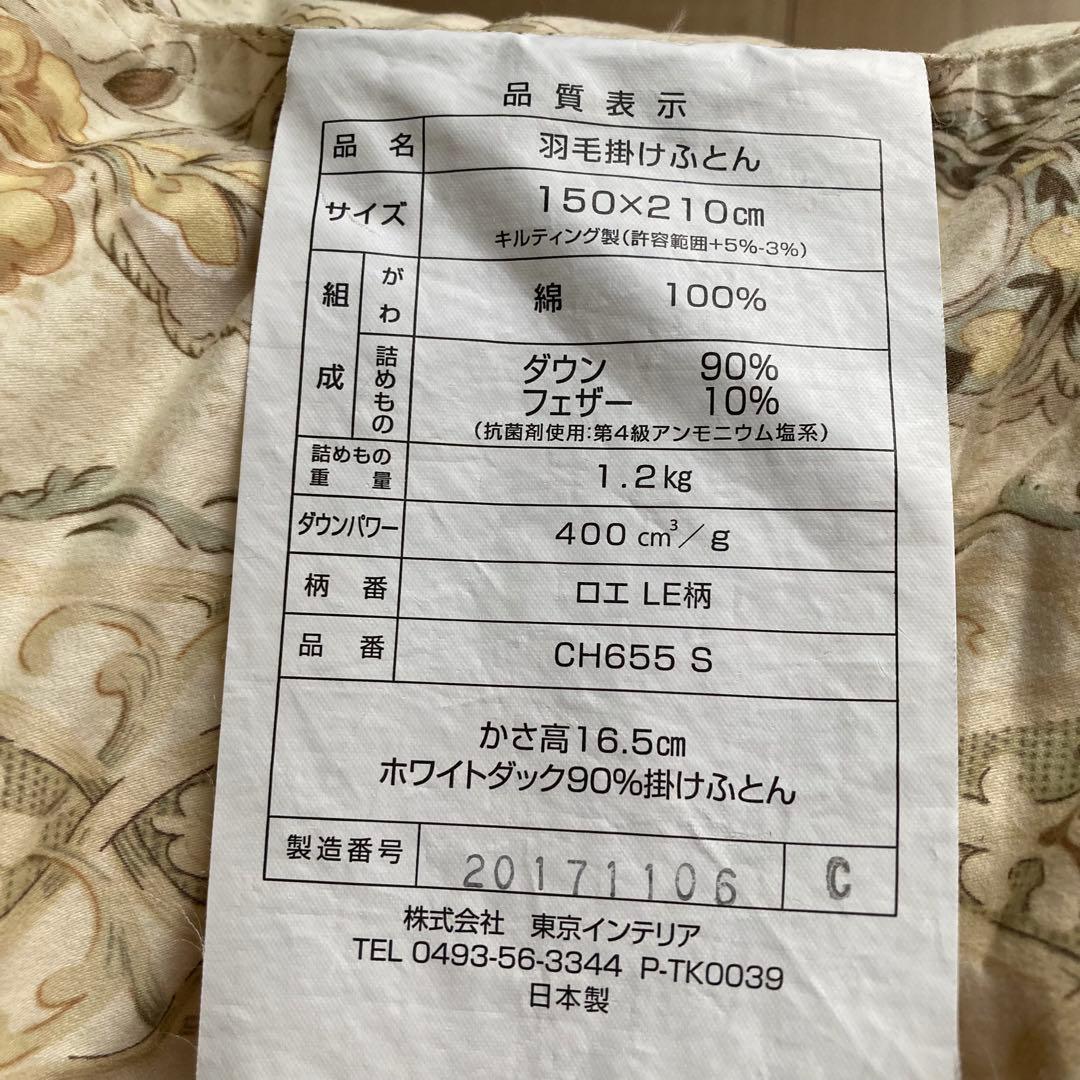 品質表示
品名 羽毛掛けふとん
サイズ 150×210cm
キルティング製(許容範囲+5%-3%)
組成 がわ 綿 100%
詰めもの ダウン 90%
フェザー 10%
(抗菌剤使用:第4級アンモニウム塩系)
詰めもの重量 1.2kg
ダウンパワー 400cm³/g
柄番 ロエ LE柄
品番 CH655 S
かさ高16.5cm
ホワイトダック90%掛けふとん
製造番号 20171106 C
株式会社 東京インテリア
TEL 0493-56-3344 P-TK0039
日本製